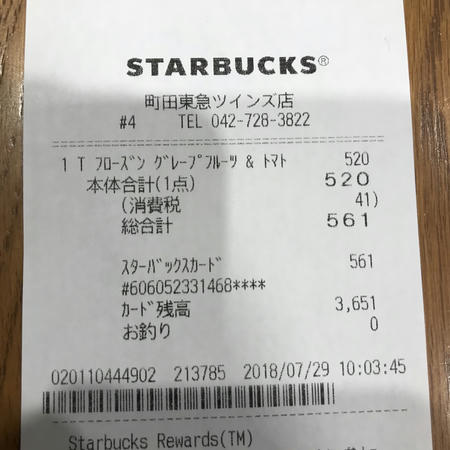 STARBUCKS®
町田東急ツインズ店
#4 TEL 042-728-3822
1 T ﾌﾛｰｽﾞﾝ ｸﾞﾚｰﾌﾟﾌﾙｰﾂ & ﾄﾏﾄ 520
本体合計(1点) 520
(消費税 41)
総合計 561
ｽﾀｰﾊﾞｯｸｽｶｰﾄﾞ 561
#606052331468****
ｶｰﾄﾞ残高 3,651
お釣り 0
020110444902 213785 2018/07/29 10:03:45
Starbucks Rewards(TM)